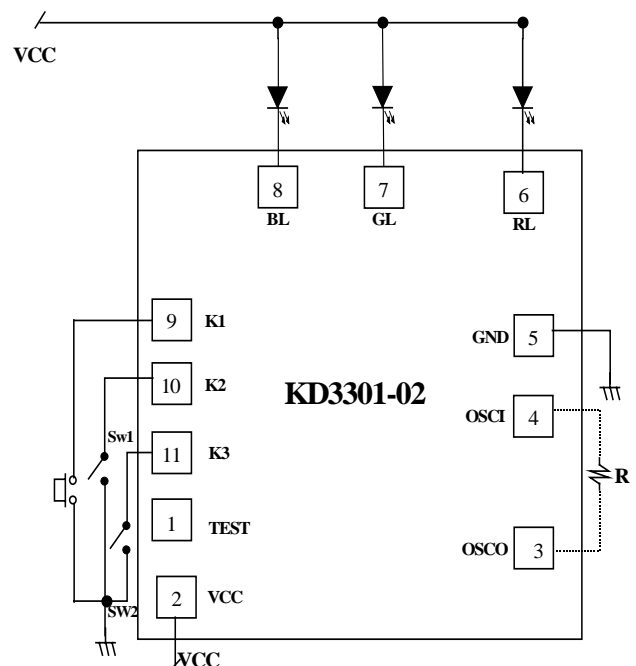 VCC
8
7
6
BL
GL
RL
9
K1
GND
5
10
K2
KD3301-02
OSCI
4
Sw1
11
K3
R
1
TEST
OSCO
3
2
VCC
SW2
VCC